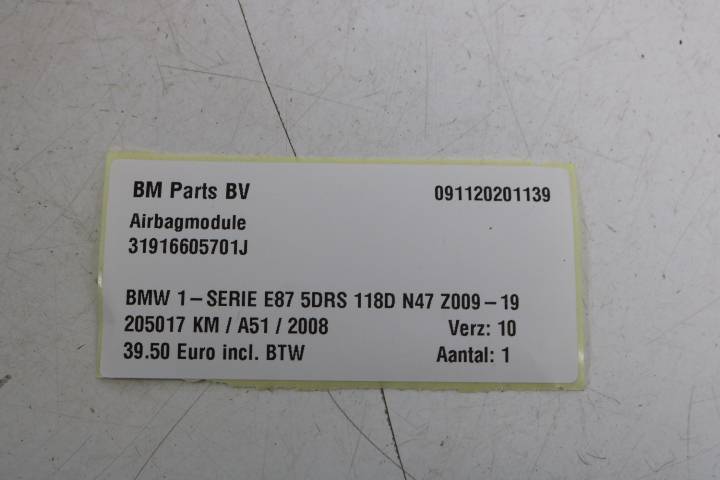 BM Parts BV 091120201139
Airbagmodule
31916605701J
BMW 1-SERIE E87 5DRS 118D N47 Z009-19
205017 KM / A51 / 2008 Verz: 10
39.50 Euro incl. BTW Aantal: 1